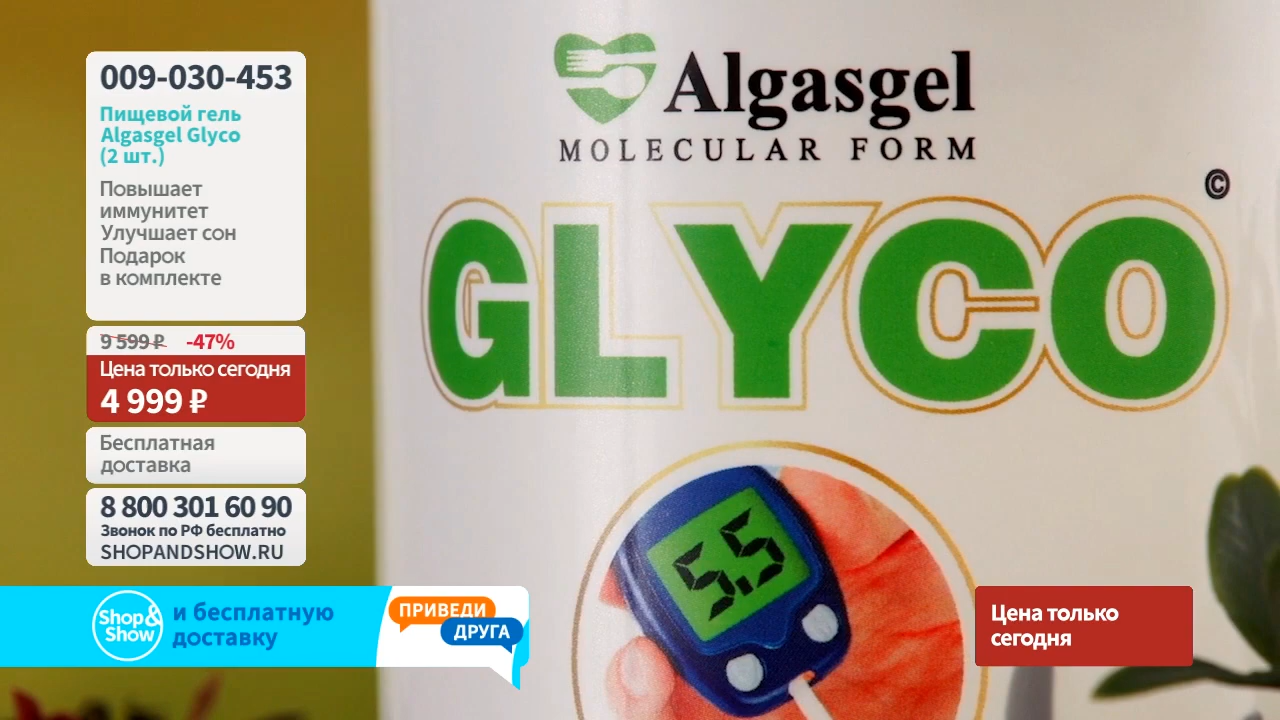 009-030-453
Пищевой гель
Algasgel Glyco
(2 шт.)
Повышает
иммунитет
Улучшает сон
Подарок
в комплекте
9 599 ₽ -47%
Цена только сегодня
4 999 ₽
Бесплатная
доставка
8 800 301 60 90
Звонок по РФ бесплатно
SHOPANDSHOW.RU
Shop&
Show
и бесплатную
доставку
ПРИВЕДИ
ДРУГА
Algasgel
MOLECULAR FORM
GLYCO ©
5.5
Цена только
сегодня